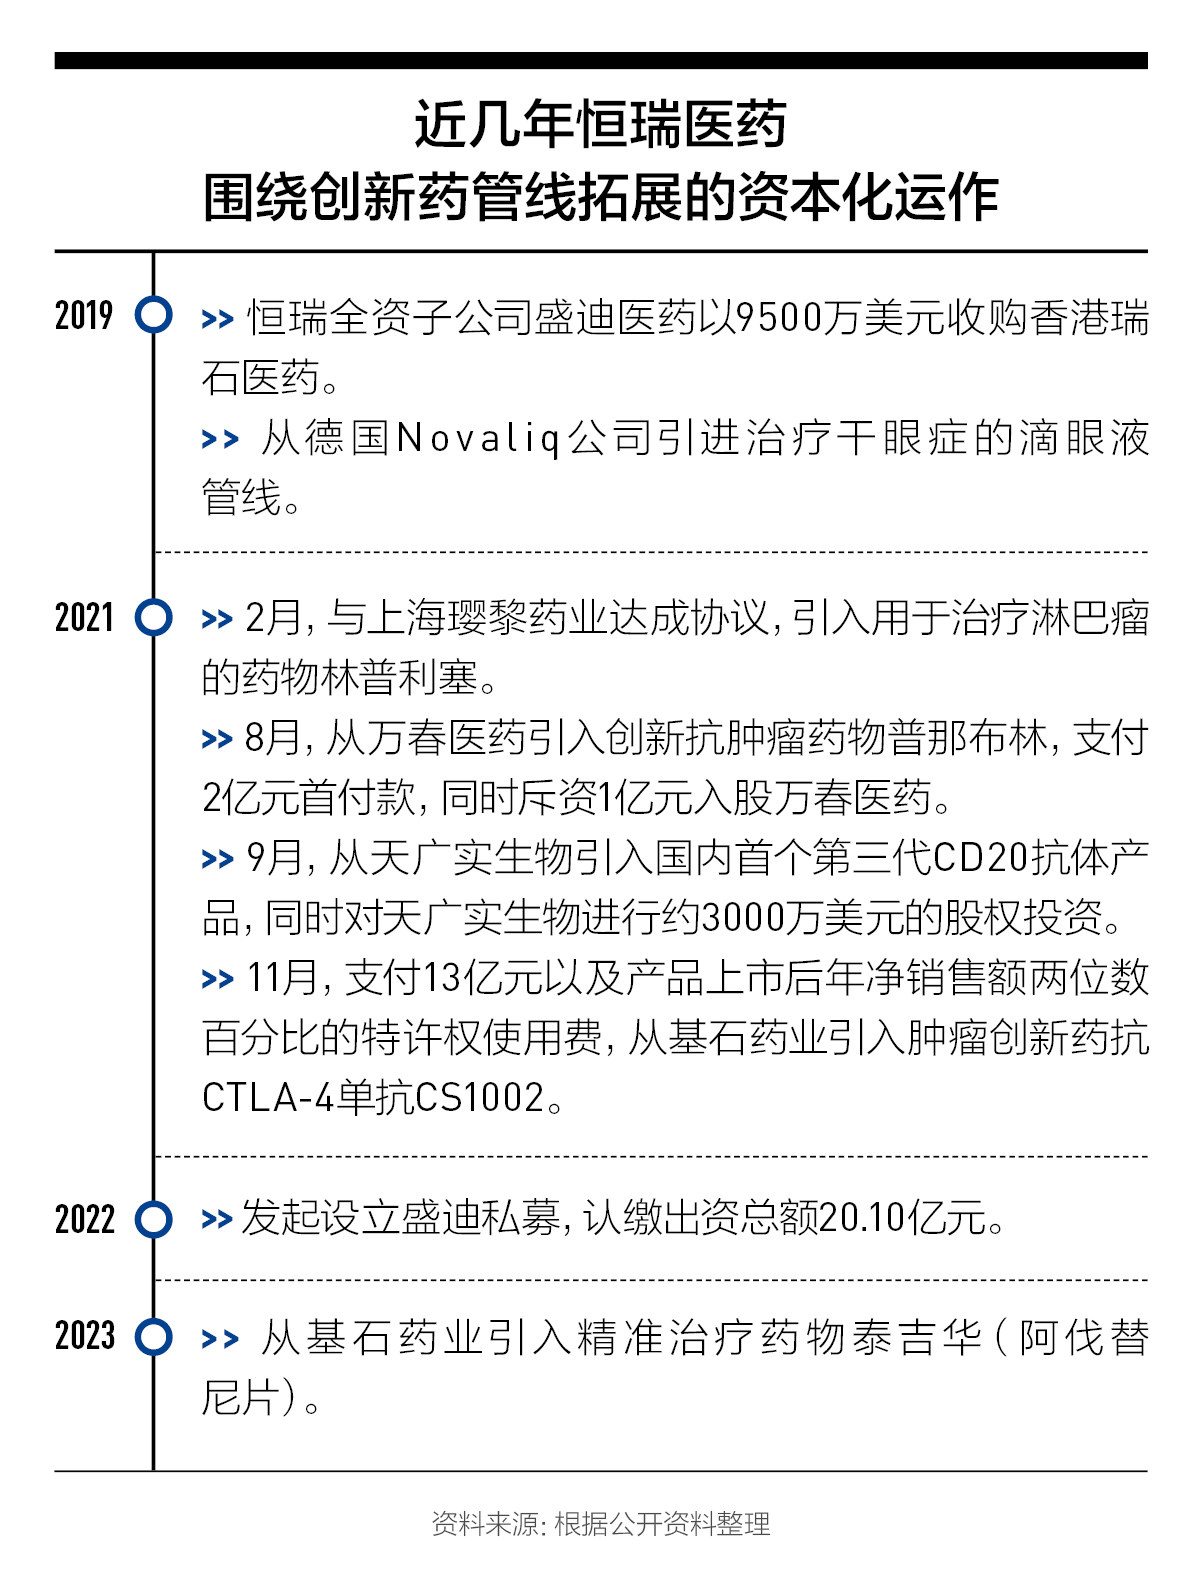 近几年恒瑞医药
围绕创新药管线拓展的资本化运作
2019
>> 恒瑞全资子公司盛迪医药以9500万美元收购香港瑞
石医药。
>> 从德国Novaliq公司引进治疗干眼症的滴眼液
管线。
2021
>> 2月，与上海璎黎药业达成协议，引入用于治疗淋巴瘤
的药物林普利塞。
>> 8月，从万春医药引入创新抗肿瘤药物普那布林，支付
2亿元首付款，同时斥资1亿元入股万春医药。
>> 9月，从天广实生物引入国内首个第三代CD20抗体产
品，同时对天广实生物进行约3000万美元的股权投资。
>> 11月，支付13亿元以及产品上市后年净销售额两位数
百分比的特许权使用费，从基石药业引入肿瘤创新药抗
CTLA-4单抗CS1002。
2022
>> 发起设立盛迪私募，认缴出资总额20.10亿元。
2023
>> 从基石药业引入精准治疗药物泰吉华（阿伐替
尼片）。
资料来源：根据公开资料整理